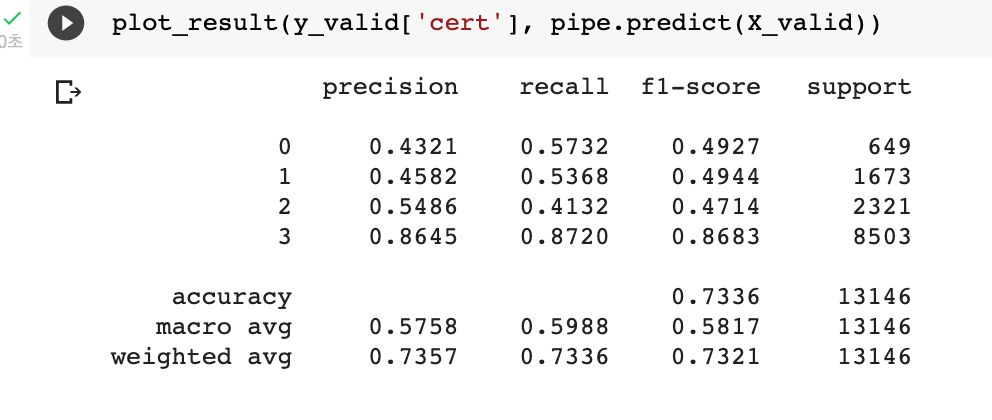 plot_result(y_valid['cert'], pipe.predict(X_valid))
0초
precision recall f1-score support
0 0.4321 0.5732 0.4927 649
1 0.4582 0.5368 0.4944 1673
2 0.5486 0.4132 0.4714 2321
3 0.8645 0.8720 0.8683 8503
accuracy 0.7336 13146
macro avg 0.5758 0.5988 0.5817 13146
weighted avg 0.7357 0.7336 0.7321 13146